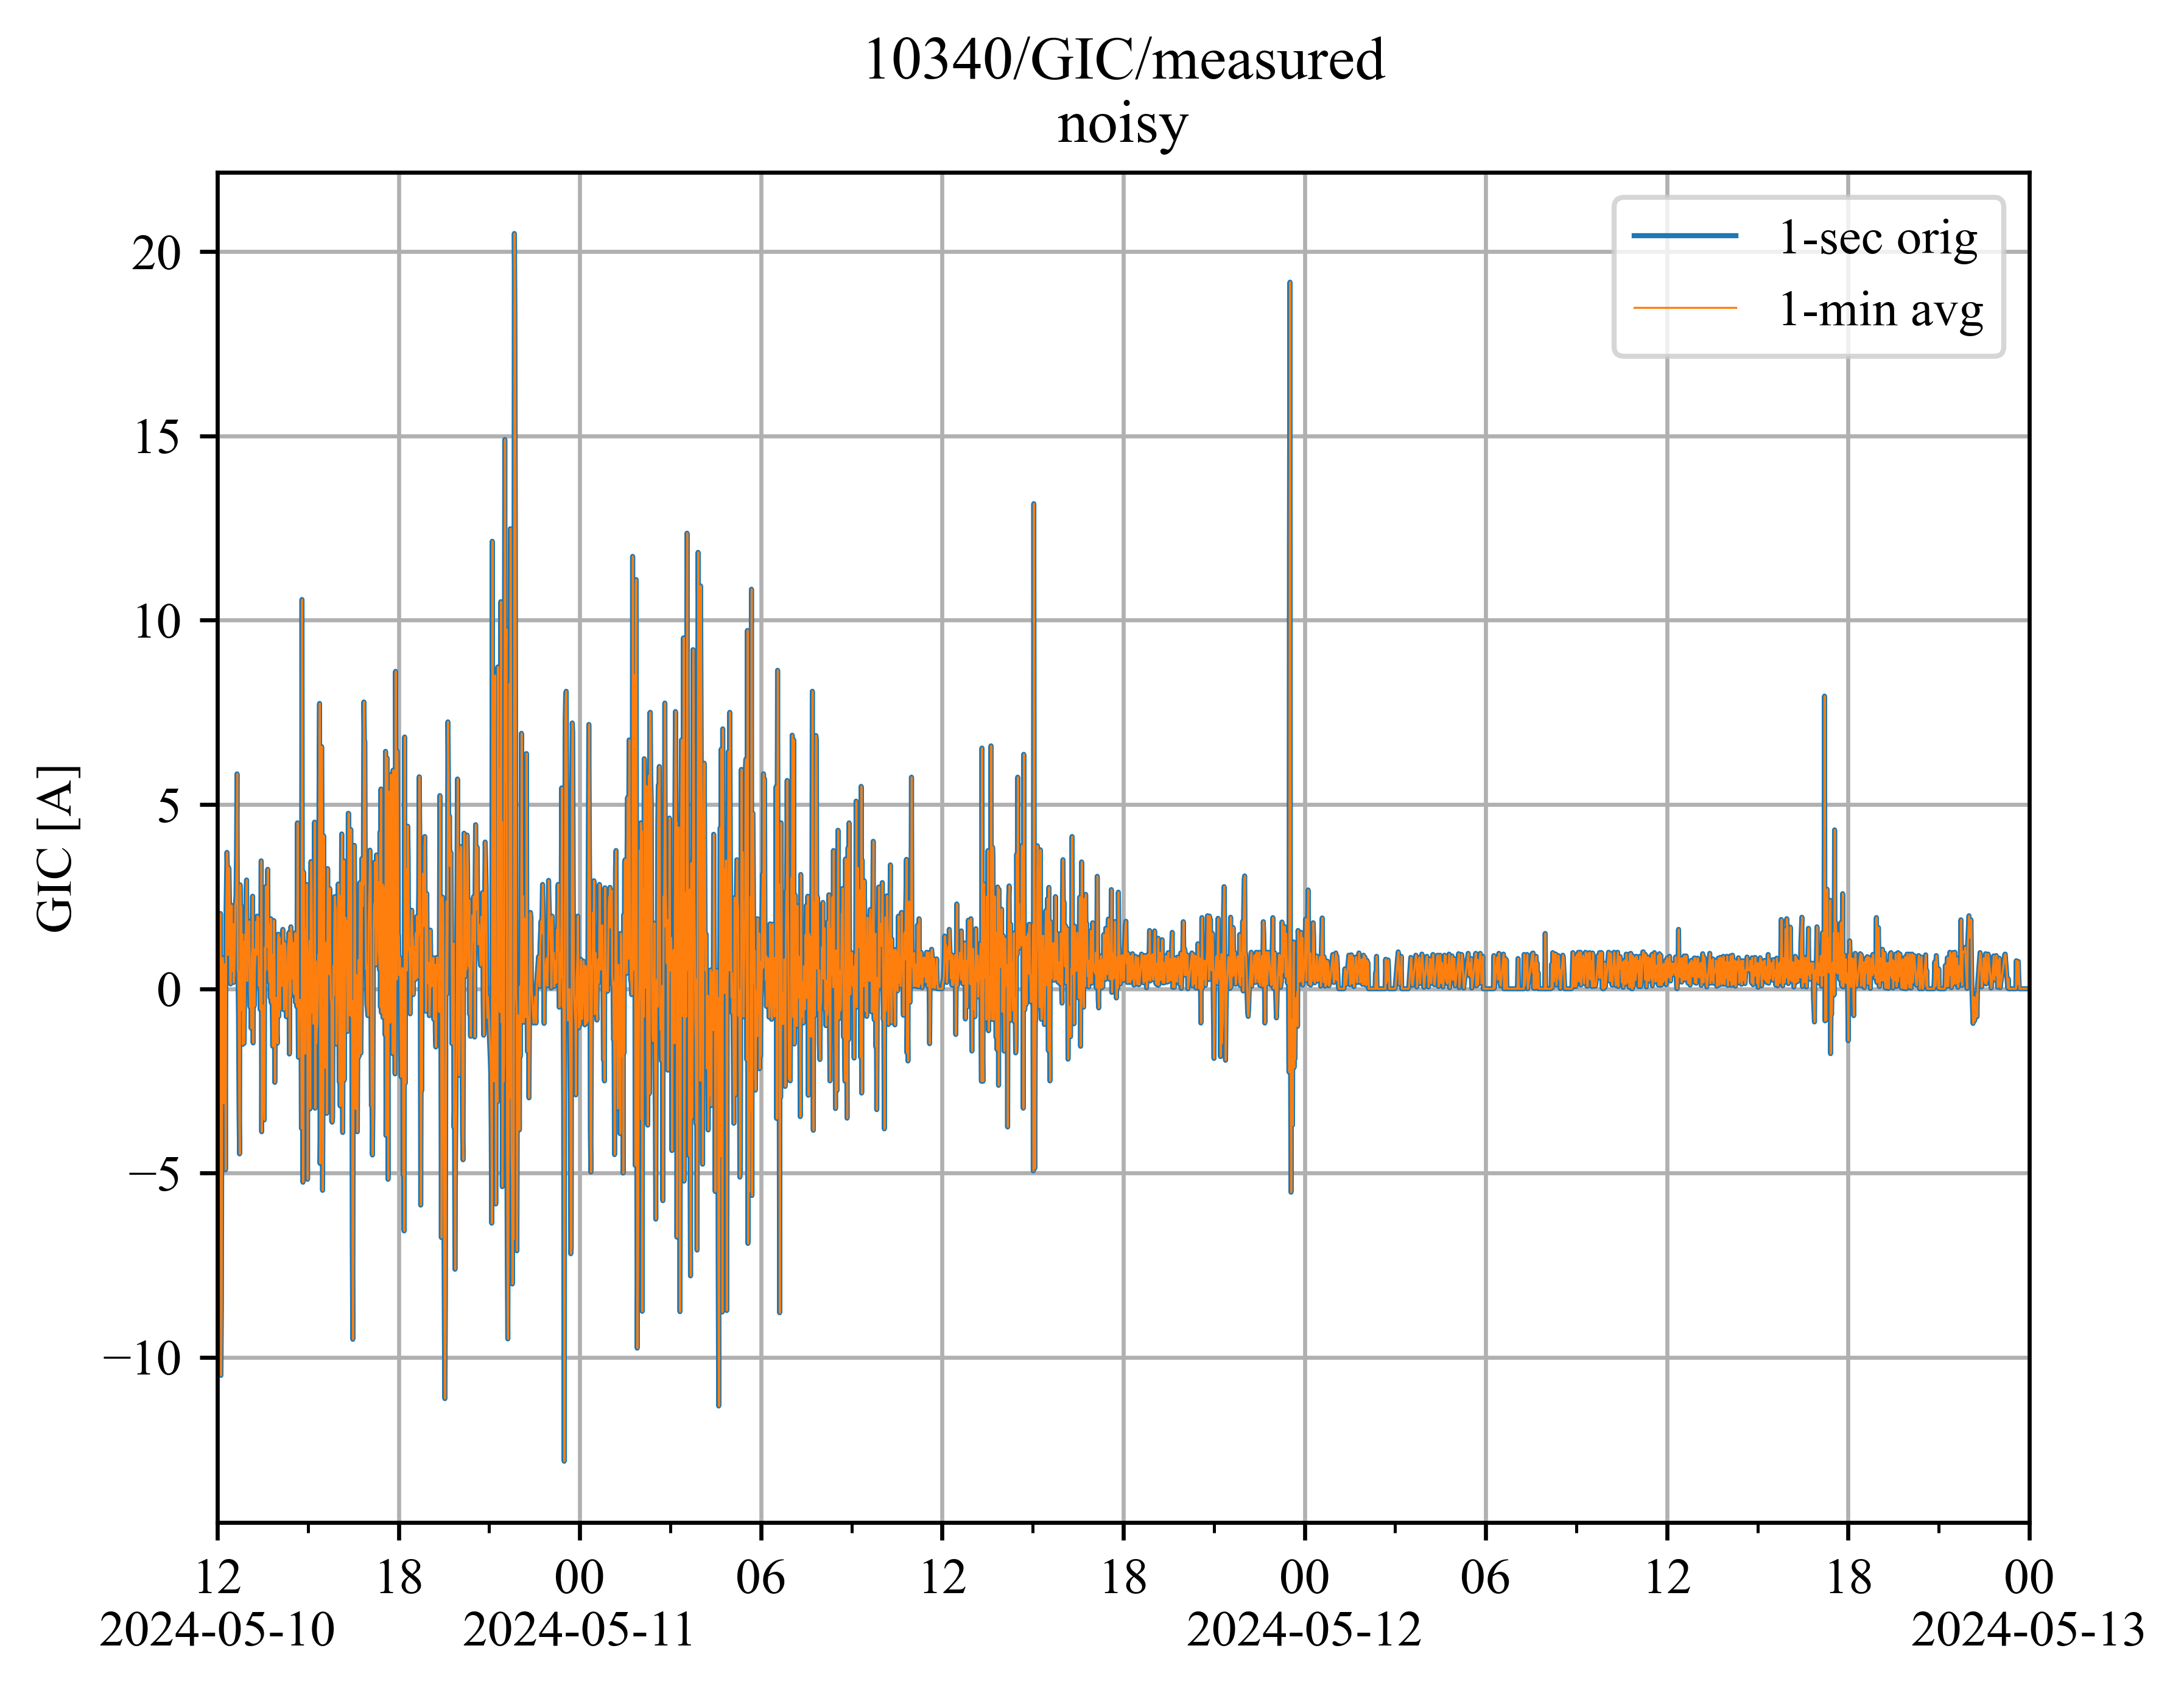 10340/GIC/measured
noisy
1-sec orig
1-min avg
GIC [A]
20
15
10
5
0
−5
−10
12 18 00 06 12 18 00 06 12 18 00
2024-05-10 2024-05-11 2024-05-12 2024-05-13